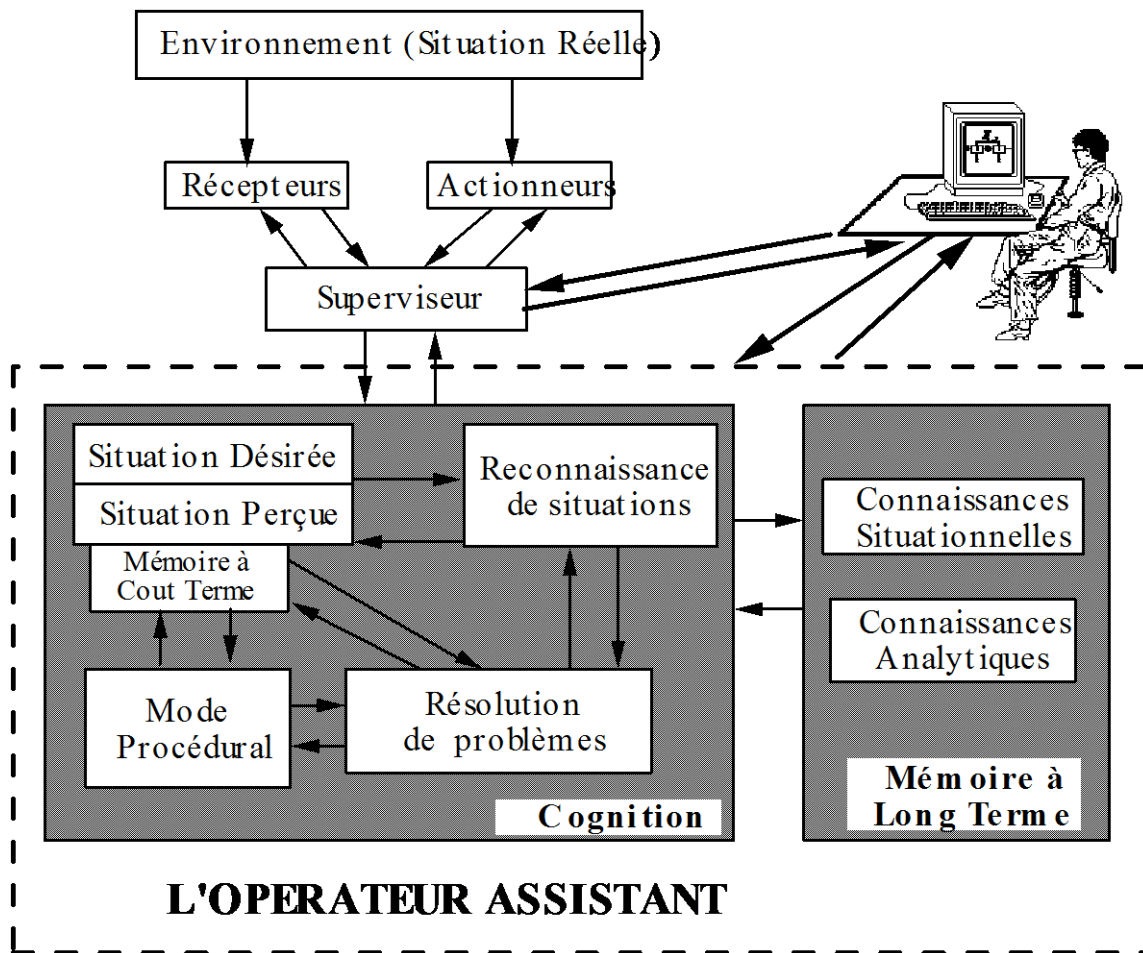 Environnement (Situation Réelle)
Récepteurs
Actionneurs
Superviseur
Situation Désirée
Situation Perçue
Mémoire à
Cout Terme
Reconnaissance
de situations
Mode
Procédural
Résolution
de problèmes
Cognition
Connaissances
Situationnelles
Connaissances
Analytiques
Mémoire à
Long Terme
L'OPERATEUR ASSISTANT